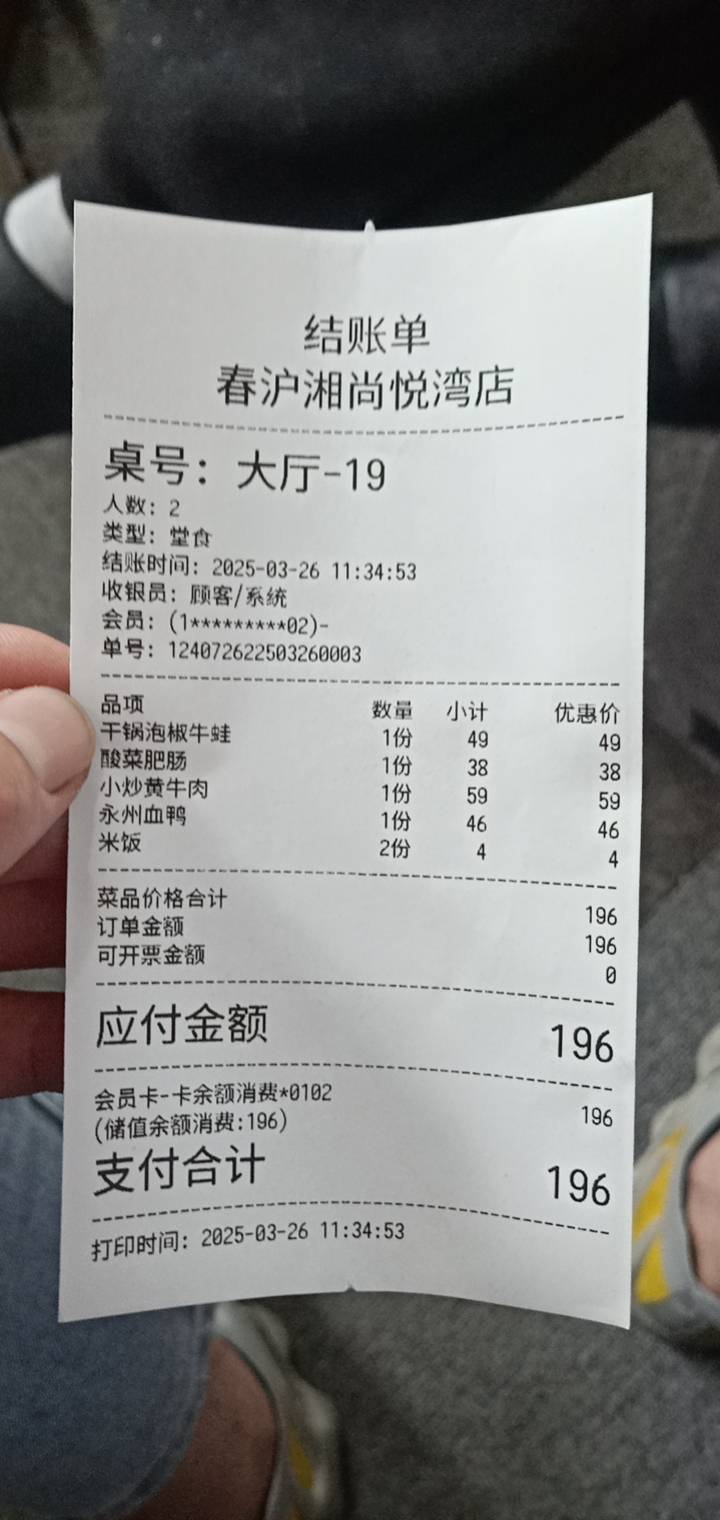 结账单
春沪湘尚悦湾店
桌号：大厅-19
人数：2
类型：堂食
结账时间：2025-03-26 11:34:53
收银员：顾客/系统
会员：(1*********02)-
单号：124072622503260003
品项 数量 小计 优惠价
干锅泡椒牛蛙 1份 49 49
酸菜肥肠 1份 38 38
小炒黄牛肉 1份 59 59
永州血鸭 1份 46 46
米饭 2份 4 4
菜品价格合计 196
订单金额 196
可开票金额 0
应付金额 196
会员卡-卡余额消费*0102 196
(储值余额消费:196)
支付合计 196
打印时间：2025-03-26 11:34:53